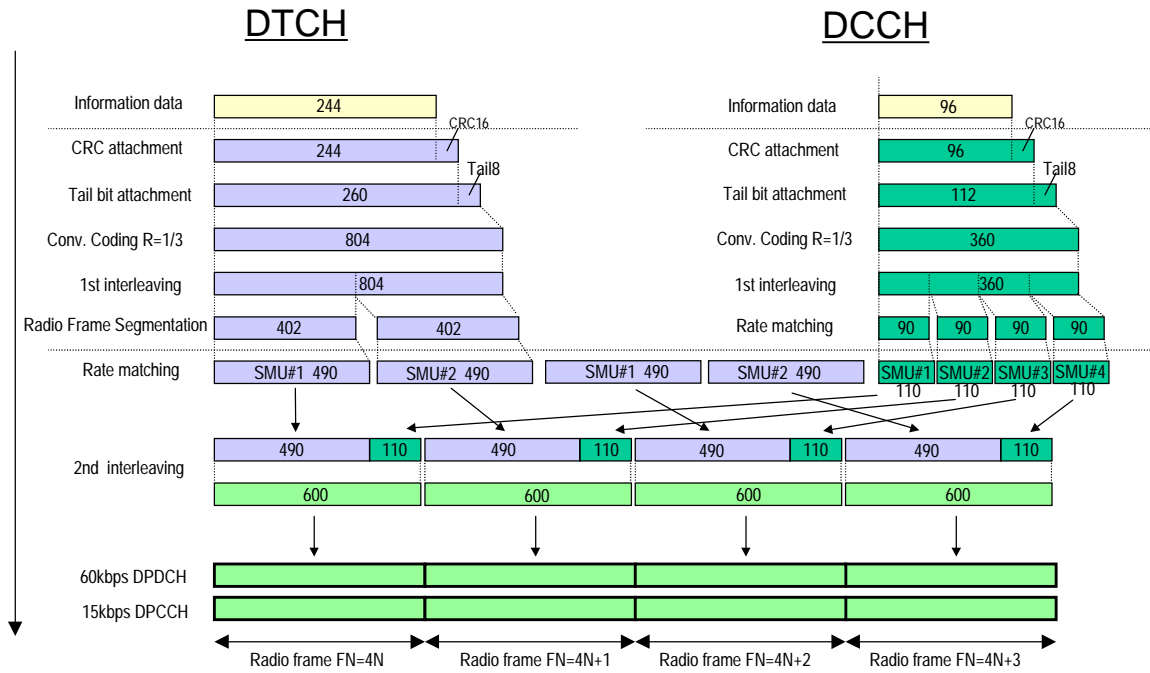 DTCH
DCCH
Information data
244
Information data
96
CRC16
CRC16
CRC attachment
244
CRC attachment
96
Tail8
Tail8
Tail bit attachment
260
Tail bit attachment
112
Conv. Coding R=1/3
804
Conv. Coding R=1/3
360
1st interleaving
804
1st interleaving
360
Radio Frame Segmentation
402
402
Rate matching
90
90
90
90
Rate matching
SMU#1 490
SMU#2 490
SMU#1 490
SMU#2 490
SMU#1
SMU#2
SMU#3
SMU#4
110
110
110
110
2nd interleaving
490
110
490
110
490
110
490
110
600
600
600
600
60kbps DPDCH
15kbps DPCCH
Radio frame FN=4N
Radio frame FN=4N+1
Radio frame FN=4N+2
Radio frame FN=4N+3